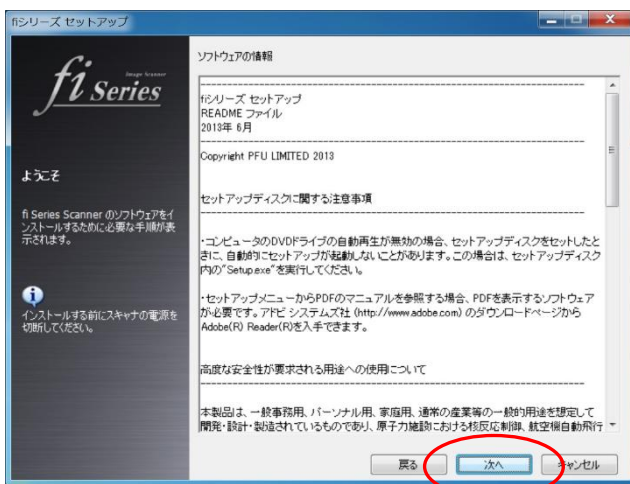 fiシリーズ セットアップ
fi Series
Image Scanner
ようこそ
fi Series Scanner のソフトウェアをイ
ンストールするために必要な手順が表
示されます。
インストールする前にスキャナの電源を
切断してください。
ソフトウェアの情報
fiシリーズ セットアップ
README ファイル
2013年 6月
Copyright PFU LIMITED 2013
セットアップディスクに関する注意事項
・コンピュータのDVDドライブの自動再生が無効の場合、セットアップディスクをセットしたと
きに、自動的にセットアップが起動しないことがあります。この場合は、セットアップディスク
内の"Setup.exe"を実行してください。
・セットアップメニューからPDFのマニュアルを参照する場合、PDFを表示するソフトウェア
が必要です。アドビ システムズ社 (http://www.adobe.com) のダウンロードページから
Adobe(R) Reader(R)を入手できます。
高度な安全性が要求される用途への使用について
本製品は、一般事務用、パーソナル用、家庭用、通常の産業等の一般的用途を想定して
開発・設計・製造されているものであり、原子力施設における核反応制御、航空機自動飛行
戻る
次へ
キャンセル